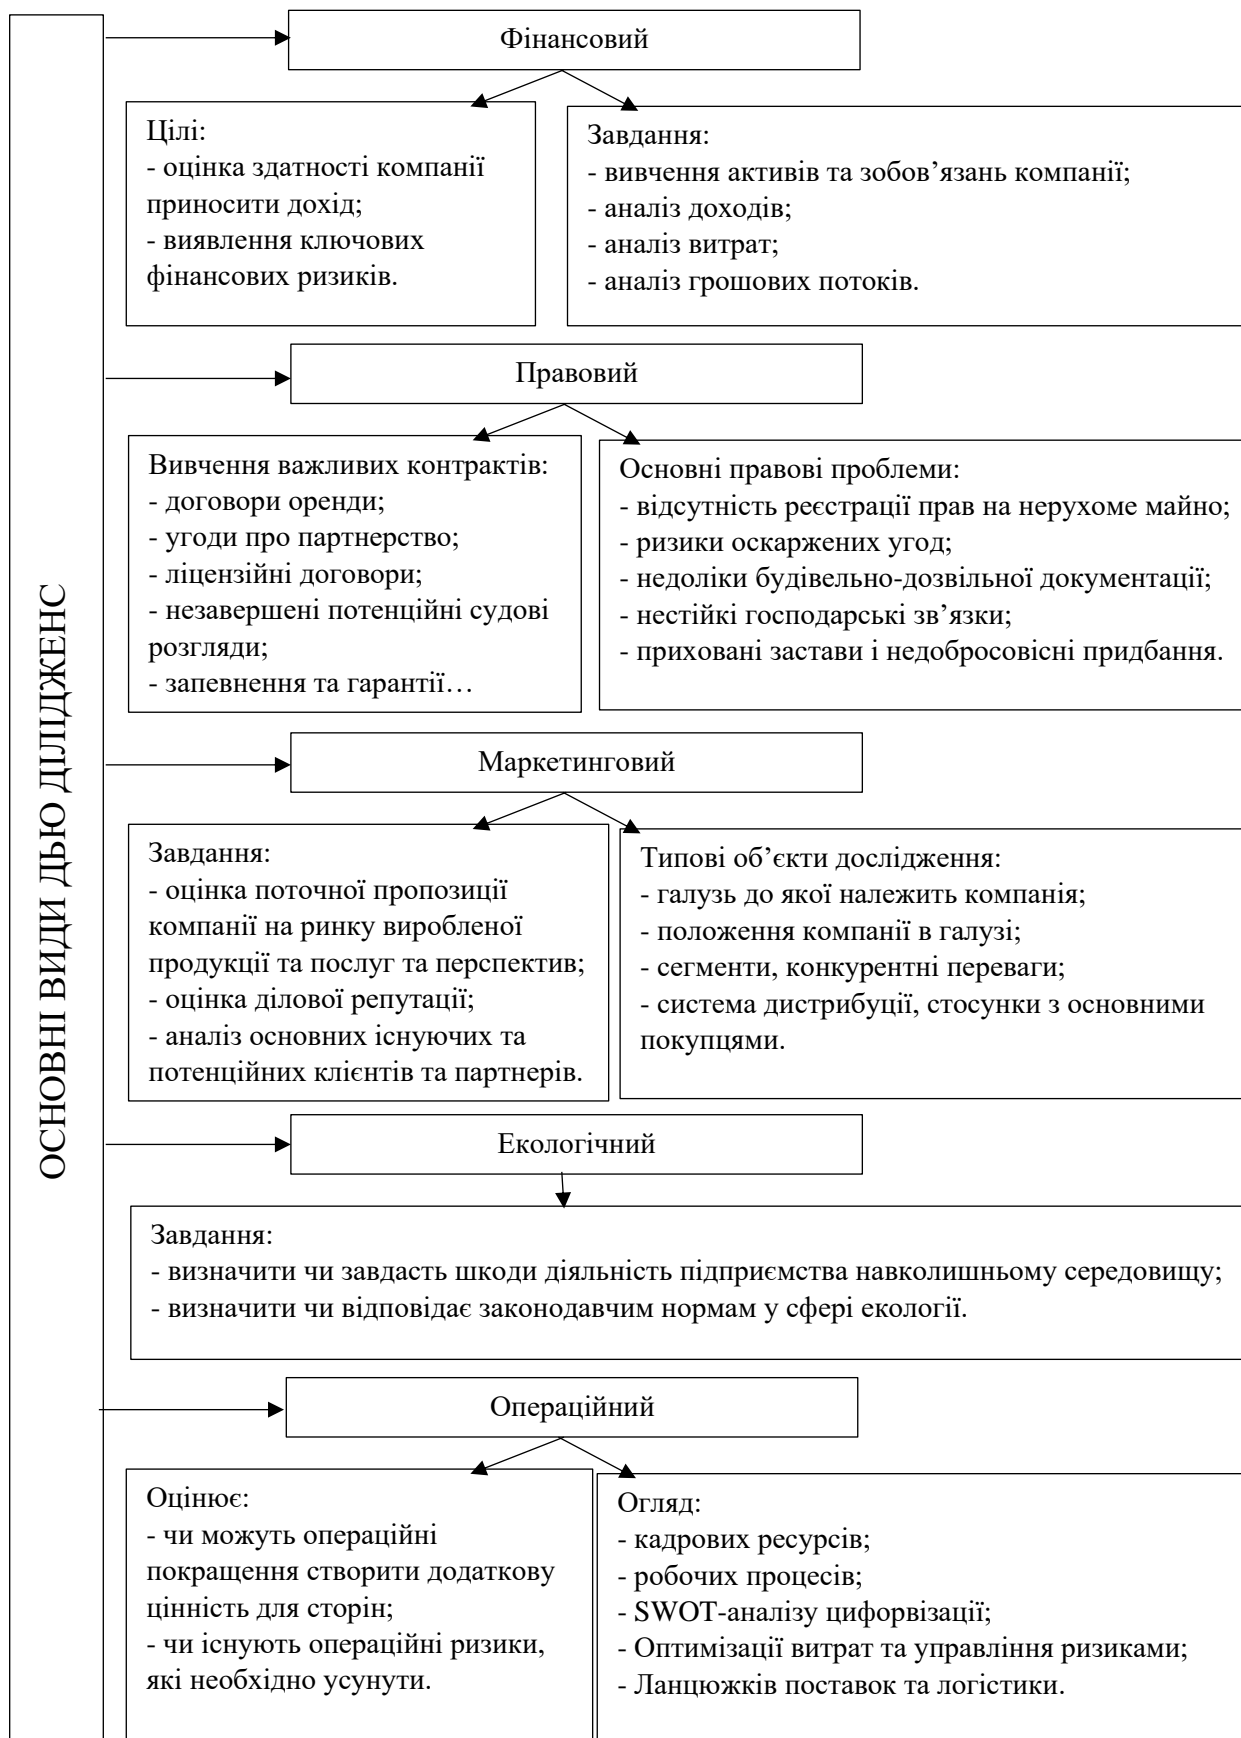 ОСНОВНІ ВИДИ ДЬЮ ДІЛІДЖЕНС
Фінансовий
Цілі:
- оцінка здатності компанії
приносити дохід;
- виявлення ключових
фінансових ризиків.
Завдання:
- вивчення активів та зобов’язань компанії;
- аналіз доходів;
- аналіз витрат;
- аналіз грошових потоків.
Правовий
Вивчення важливих контрактів:
- договори оренди;
- угоди про партнерство;
- ліцензійні договори;
- незавершені потенційні судові
розгляди;
- запевнення та гарантії…
Основні правові проблеми:
- відсутність реєстрації прав на нерухоме майно;
- ризики оскаржених угод;
- недоліки будівельно-дозвільної документації;
- нестійкі господарські зв’язки;
- приховані застави і недобросовісні придбання.
Маркетинговий
Завдання:
- оцінка поточної пропозиції
компанії на ринку виробленої
продукції та послуг та перспектив;
- оцінка ділової репутації;
- аналіз основних існуючих та
потенційних клієнтів та партнерів.
Типові об’єкти дослідження:
- галузь до якої належить компанія;
- положення компанії в галузі;
- сегменти, конкурентні переваги;
- система дистрибуції, стосунки з основними
покупцями.
Екологічний
Завдання:
- визначити чи завдасть шкоди діяльність підприємства навколишньому середовищу;
- визначити чи відповідає законодавчим нормам у сфері екології.
Операційний
Оцінює:
- чи можуть операційні
покращення створити додаткову
цінність для сторін;
- чи існують операційні ризики,
які необхідно усунути.
Огляд:
- кадрових ресурсів;
- робочих процесів;
- SWOT-аналізу цифорвізації;
- Оптимізації витрат та управління ризиками;
- Ланцюжків поставок та логістики.